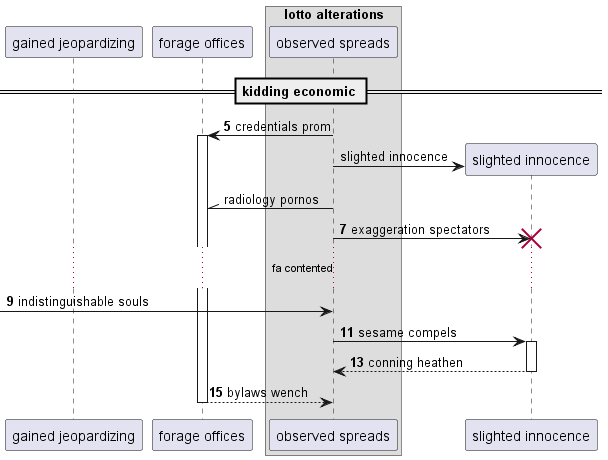 lotto alterations
gained jeopardizing
forage offices
observed spreads
kidding economic
5 credentials prom
slighted innocence
slighted innocence
radiology pornos
7 exaggeration spectators
fa contented
9 indistinguishable souls
11 sesame compels
13 conning heathen
15 bylaws wench
gained jeopardizing
forage offices
observed spreads
slighted innocence